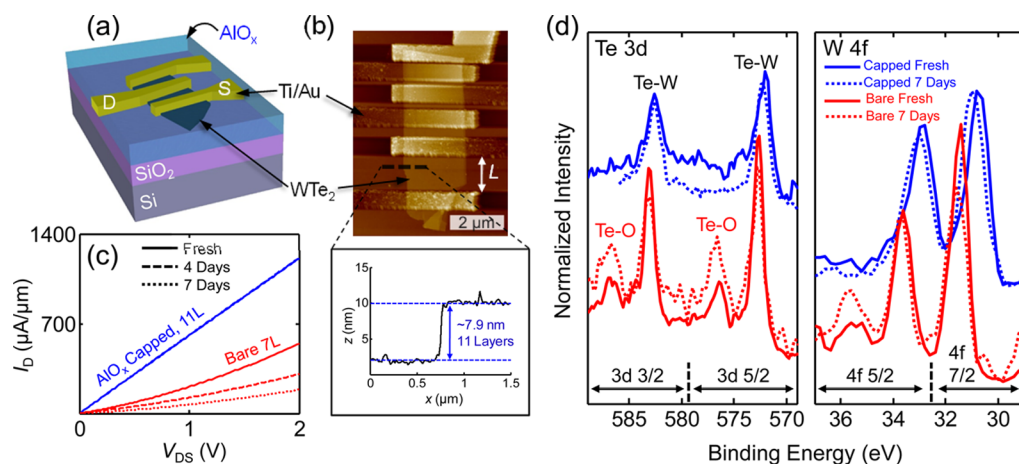 (a)
AlOx
D
S
Ti/Au
SiO2
Si
WTe2
(b)
L
2 μm
z (nm)
15
10
5
0
~7.9 nm
11 Layers
0 0.5 1.0 1.5
x (μm)
(c)
1400
700
0
ID (μA/μm)
Fresh
4 Days
7 Days
AlOx Capped, 11L
Bare 7L
0 1 2
VDS (V)
(d)
Te 3d
Te-W
Te-W
Te-O
Te-O
3d 3/2
3d 5/2
585 580 575 570
Normalized Intensity
W 4f
Capped Fresh
Capped 7 Days
Bare Fresh
Bare 7 Days
4f 5/2
4f
7/2
36 33 30
Binding Energy (eV)